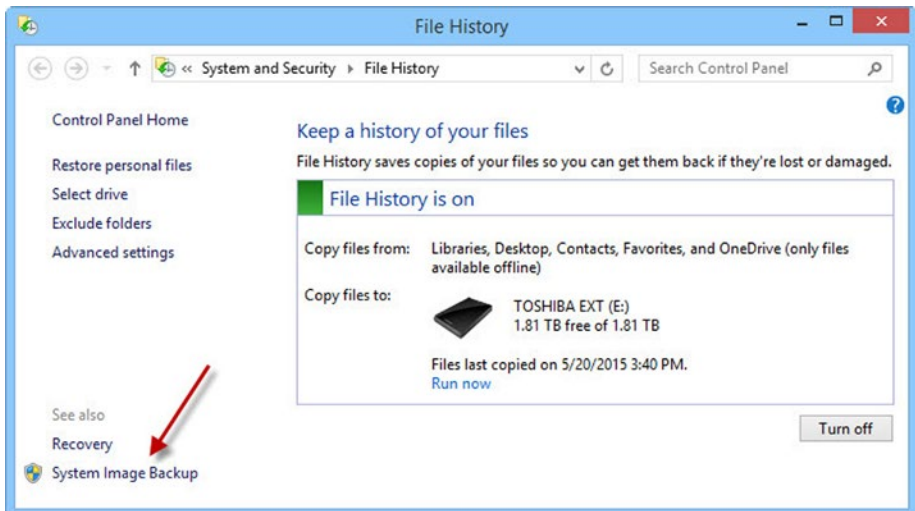 File History
« System and Security ▸ File History
Search Control Panel
Control Panel Home
Restore personal files
Select drive
Exclude folders
Advanced settings
Keep a history of your files
File History saves copies of your files so you can get them back if they're lost or damaged.
File History is on
Copy files from: Libraries, Desktop, Contacts, Favorites, and OneDrive (only files
available offline)
Copy files to:
TOSHIBA EXT (E:)
1.81 TB free of 1.81 TB
Files last copied on 5/20/2015 3:40 PM.
Run now
Turn off
See also
Recovery
System Image Backup